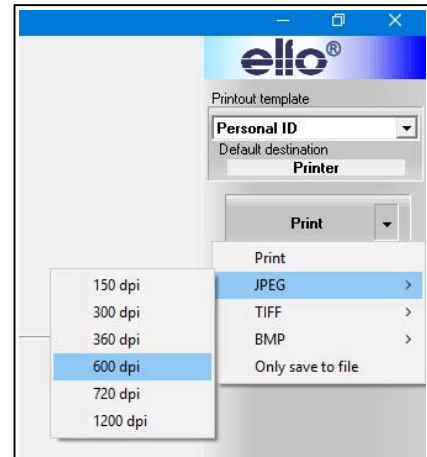 elfo®
Printout template
Personal ID
Default destination
Printer
Print
Print
JPEG
TIFF
BMP
Only save to file
150 dpi
300 dpi
360 dpi
600 dpi
720 dpi
1200 dpi